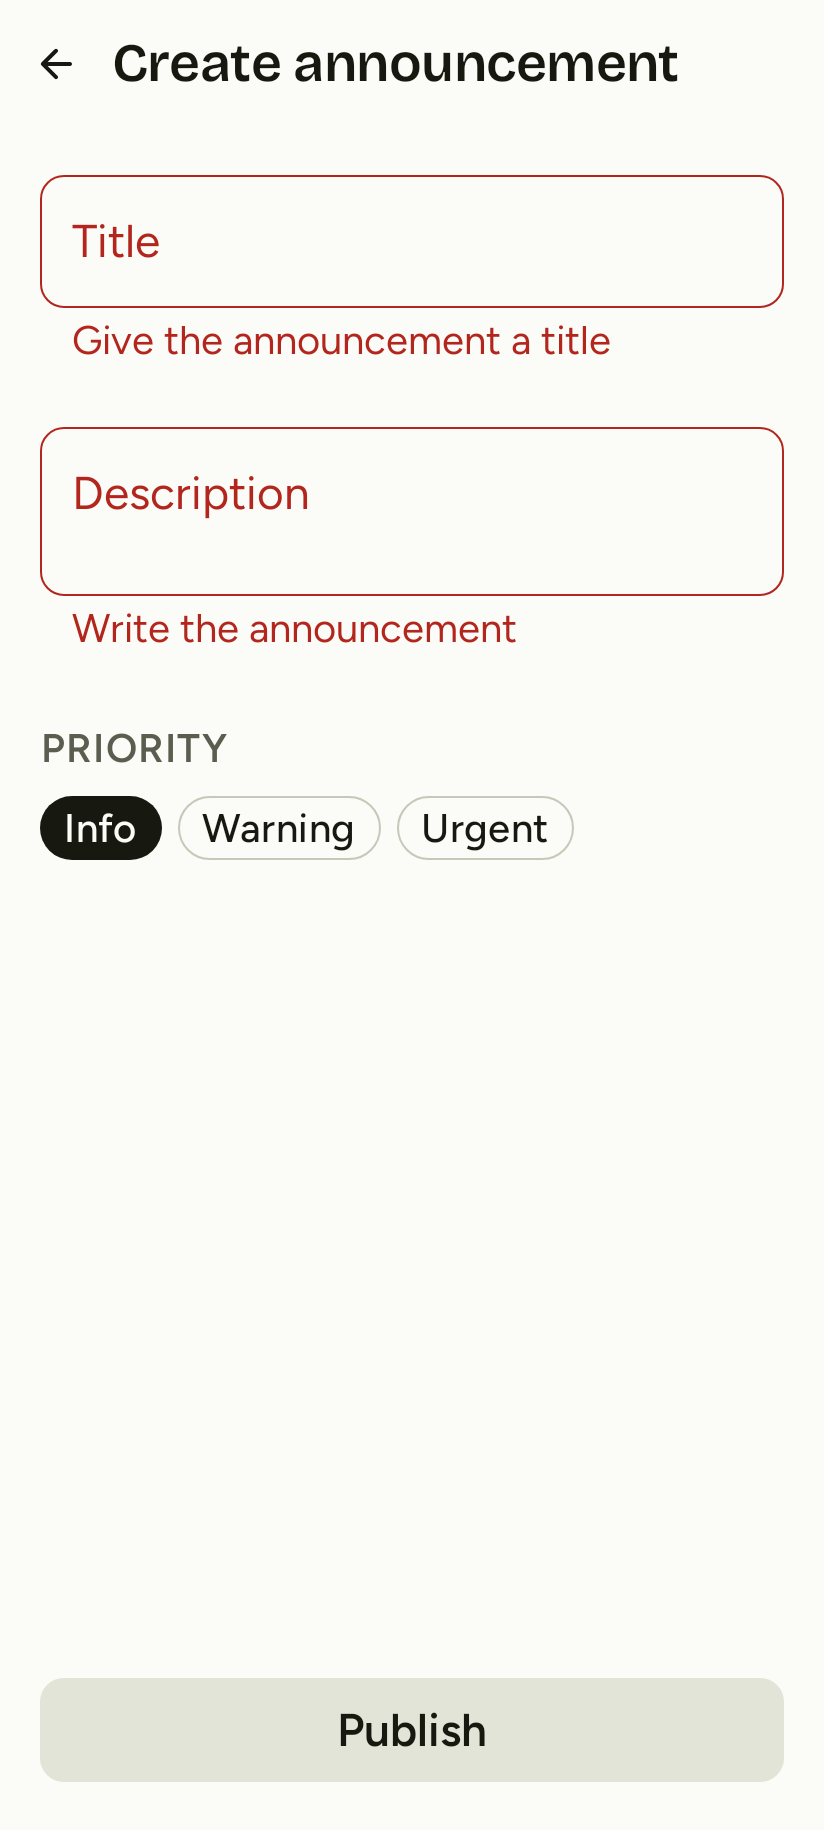 Create announcement
Title
Give the announcement a title
Description
Write the announcement
PRIORITY
Info Warning Urgent
Publish